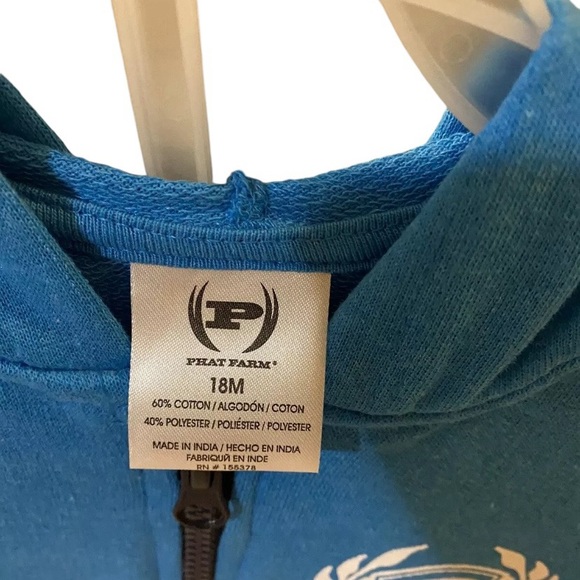 P
PHAT FARM®
18M
60% COTTON / ALGODÓN / COTON
40% POLYESTER / POLIÉSTER / POLYESTER
MADE IN INDIA / HECHO EN INDIA
FABRIQUÉ EN INDE
RN # 155378